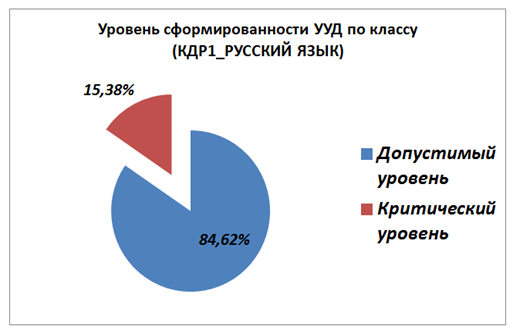 Уровень сформированности УУД по классу
(КДР1_РУССКИЙ ЯЗЫК)
15,38%
84,62%
Допустимый
уровень
Критический
уровень